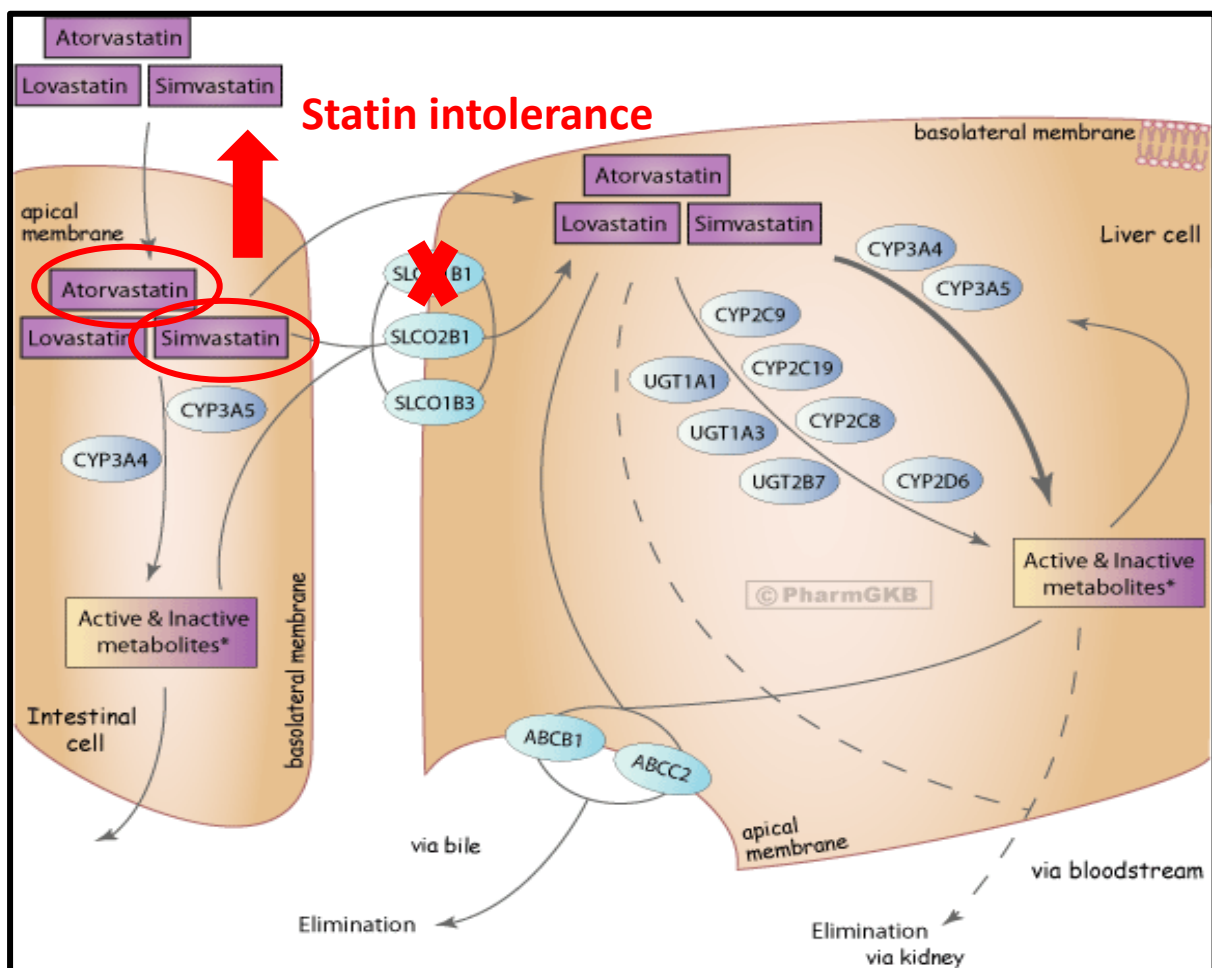 Atorvastatin
Lovastatin
Simvastatin
Statin intolerance
basolateral membrane
Atorvastatin
Lovastatin
Simvastatin
Liver cell
apical
membrane
Atorvastatin
Lovastatin
Simvastatin
CYP3A4
CYP3A5
SLCO2B1
SLCO1B3
CYP2C9
CYP2C19
UGT1A1
CYP2C8
UGT1A3
UGT2B7
CYP2D6
CYP3A5
CYP3A4
Active & Inactive
metabolites*
© PharmGKB
Active & Inactive
metabolites*
basolateral membrane
Intestinal
cell
ABCB1
ABCC2
via bile
apical
membrane
via bloodstream
Elimination
Elimination
via kidney